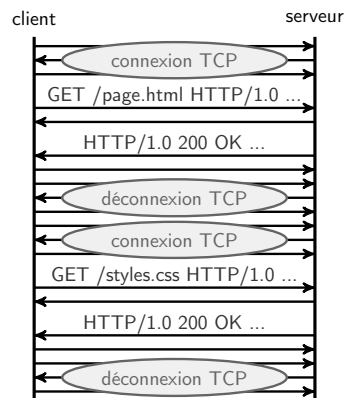 client
serveur
connexion TCP
GET /page.html HTTP/1.0 ...
HTTP/1.0 200 OK ...
déconnexion TCP
connexion TCP
GET /styles.css HTTP/1.0 ...
HTTP/1.0 200 OK ...
déconnexion TCP